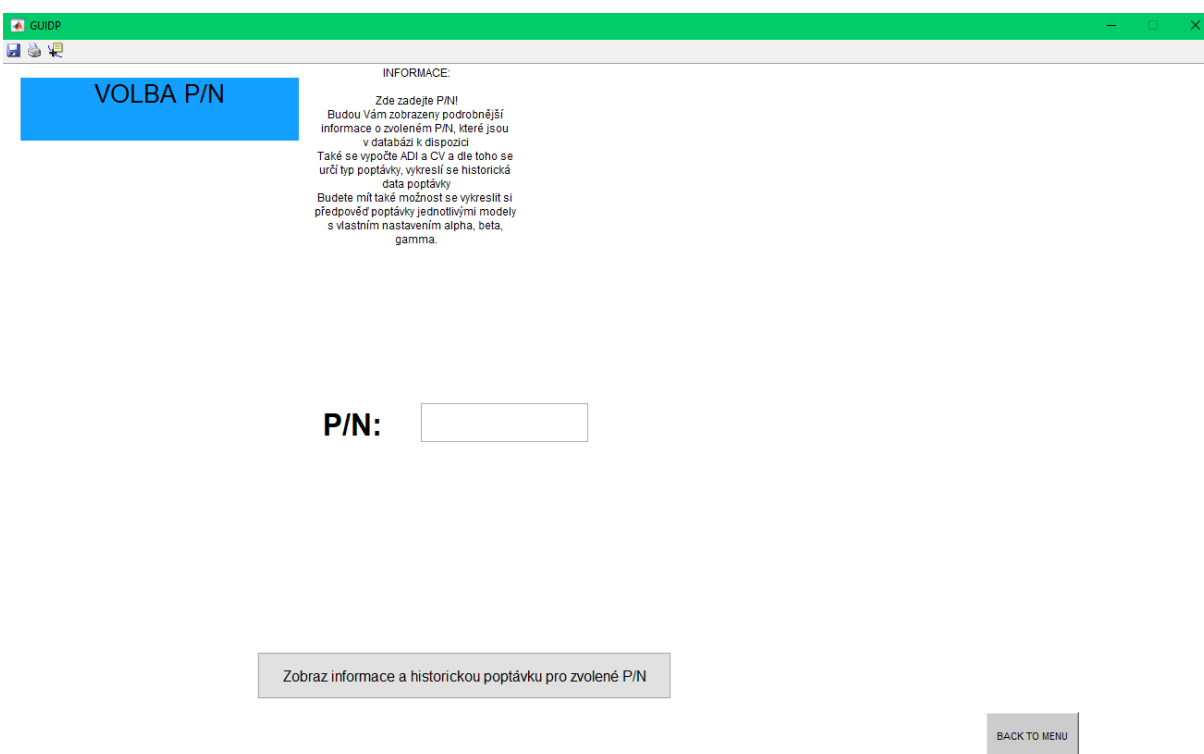 GUIDP
VOLBA P/N
INFORMACE:
Zde zadejte P/N!
Budou Vám zobrazeny podrobnější
informace o zvoleném P/N, které jsou
v databázi k dispozici
Také se vypočte ADI a CV a dle toho se
určí typ poptávky, vykreslí se historická
data poptávky
Budete mít také možnost se vykreslit si
předpověď poptávky jednotlivými modely
s vlastním nastavením alpha, beta,
gamma.
P/N:
Zobraz informace a historickou poptávku pro zvolené P/N
BACK TO MENU